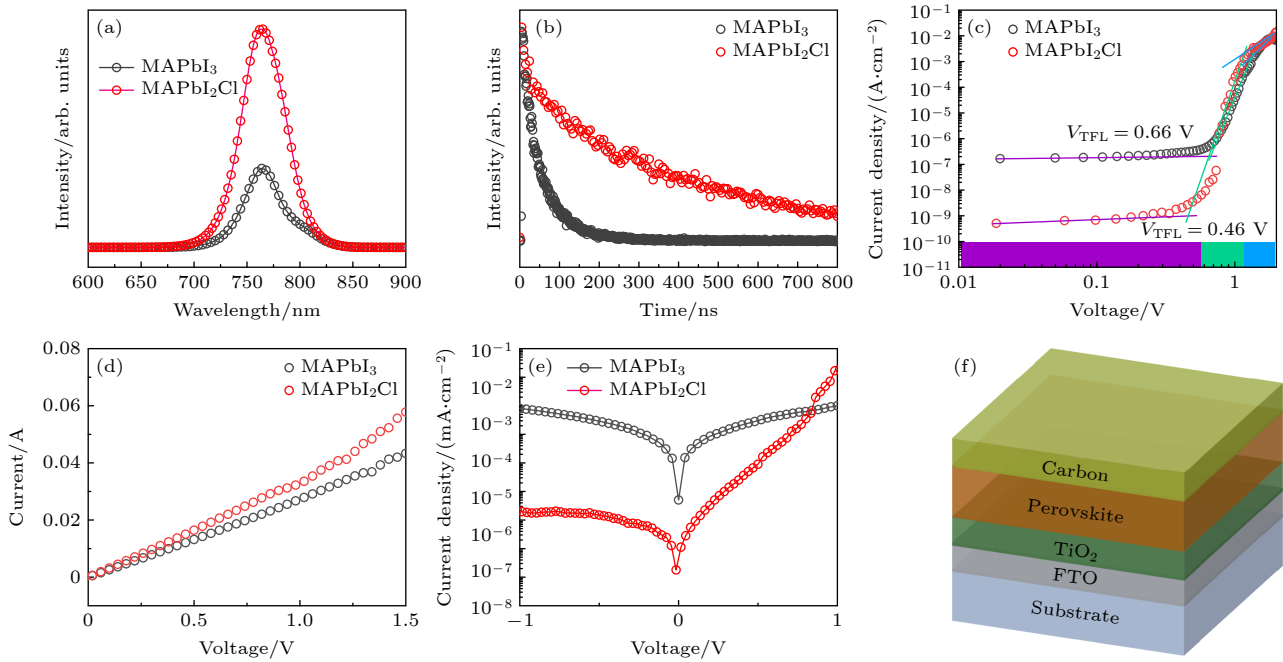 (a)
MAPbI₃
MAPbI₂Cl
Intensity/arb. units
600 650 700 750 800 850 900
Wavelength/nm
(b)
MAPbI₃
MAPbI₂Cl
Intensity/arb. units
0 100 200 300 400 500 600 700 800
Time/ns
(c)
MAPbI₃
MAPbI₂Cl
V_TFL = 0.66 V
V_TFL = 0.46 V
Current density/(A·cm⁻²)
10⁻¹
10⁻²
10⁻³
10⁻⁴
10⁻⁵
10⁻⁶
10⁻⁷
10⁻⁸
10⁻⁹
10⁻¹⁰
10⁻¹¹
0.01 0.1 1
Voltage/V
(d)
MAPbI₃
MAPbI₂Cl
Current/A
0.08
0.06
0.04
0.02
0
0 0.5 1.0 1.5
Voltage/V
(e)
MAPbI₃
MAPbI₂Cl
Current density/(mA·cm⁻²)
10⁻¹
10⁻²
10⁻³
10⁻⁴
10⁻⁵
10⁻⁶
10⁻⁷
10⁻⁸
−1 0 1
Voltage/V
(f)
Carbon
Perovskite
TiO₂
FTO
Substrate